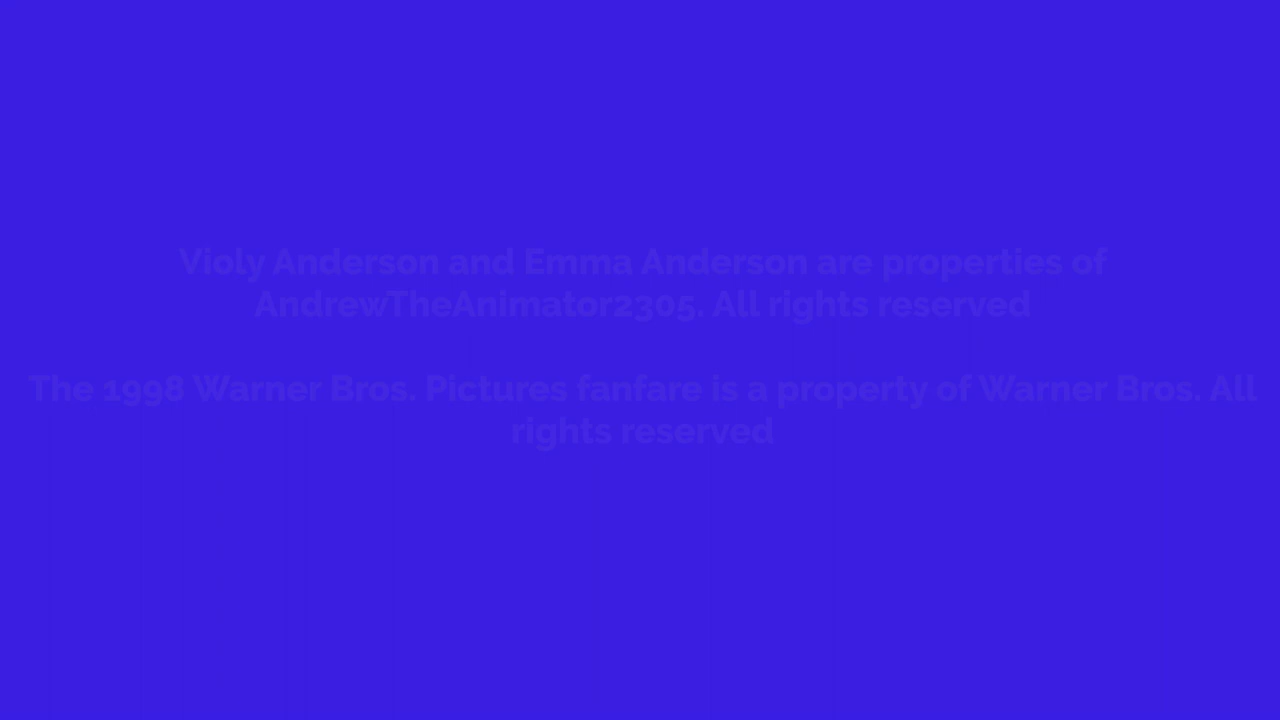 Violy Anderson and Emma Anderson are properties of
AndrewTheAnimator2305. All rights reserved
The 1998 Warner Bros. Pictures fanfare is a property of Warner Bros. All
rights reserved